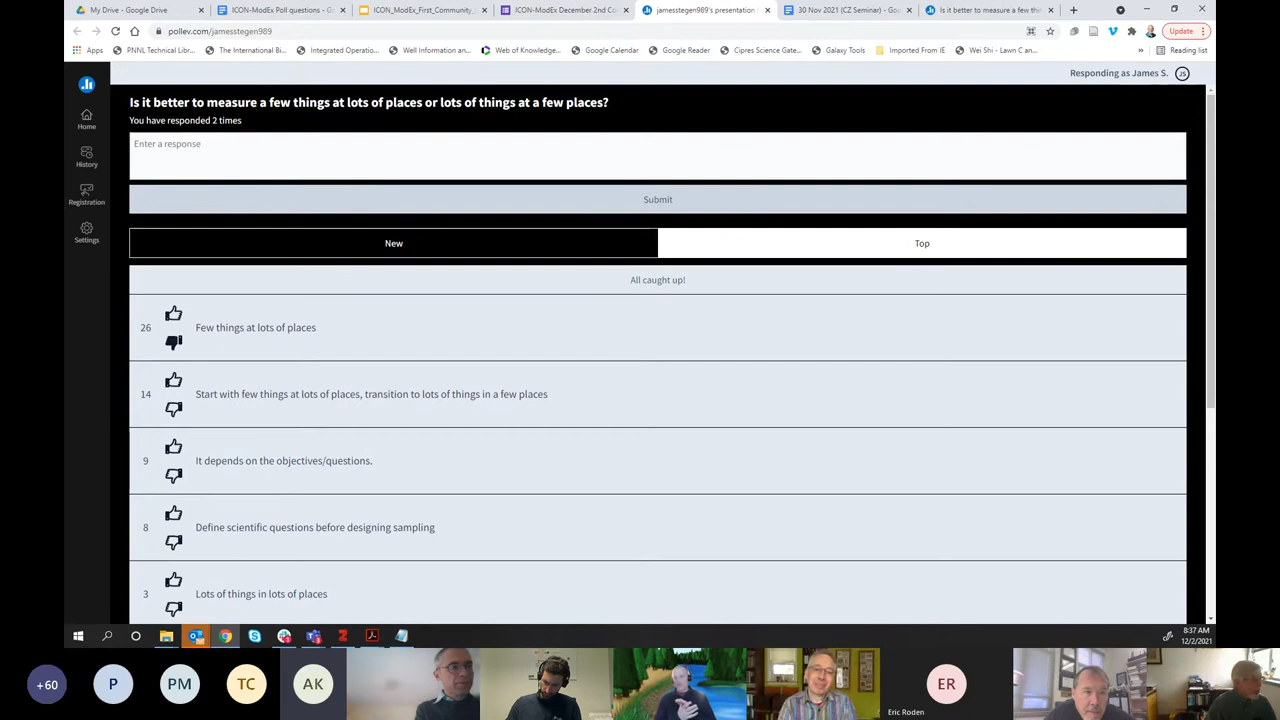 My Drive - Google Drive
ICON-ModEx.Poll questions - Go
ICON_ModEx_First_Community_
ICON-ModEx December 2nd Co
jamesstegen989's presentation
30 Nov 2021 (CZ Seminar) - Goo
Is it better to measure a few thi
pollev.com/jamesstegen989
Update
Apps
PNNL Technical Librar...
The International Bi...
Integrated Operatio...
Well Information an...
Web of Knowledge...
Google Calendar
Google Reader
Cipres Science Gate...
Galaxy Tools
Imported From IE
Wei Shi - Lawn C an...
Reading list
Responding as James S.
JS
Home
History
Registration
Settings
Is it better to measure a few things at lots of places or lots of things at a few places?
You have responded 2 times
Enter a response
Submit
New
Top
All caught up!
26
Few things at lots of places
14
Start with few things at lots of places, transition to lots of things in a few places
9
It depends on the objectives/questions.
8
Define scientific questions before designing sampling
3
Lots of things in lots of places
8:37 AM
12/2/2021
+60
P
PM
TC
AK
ER
Eric Roden